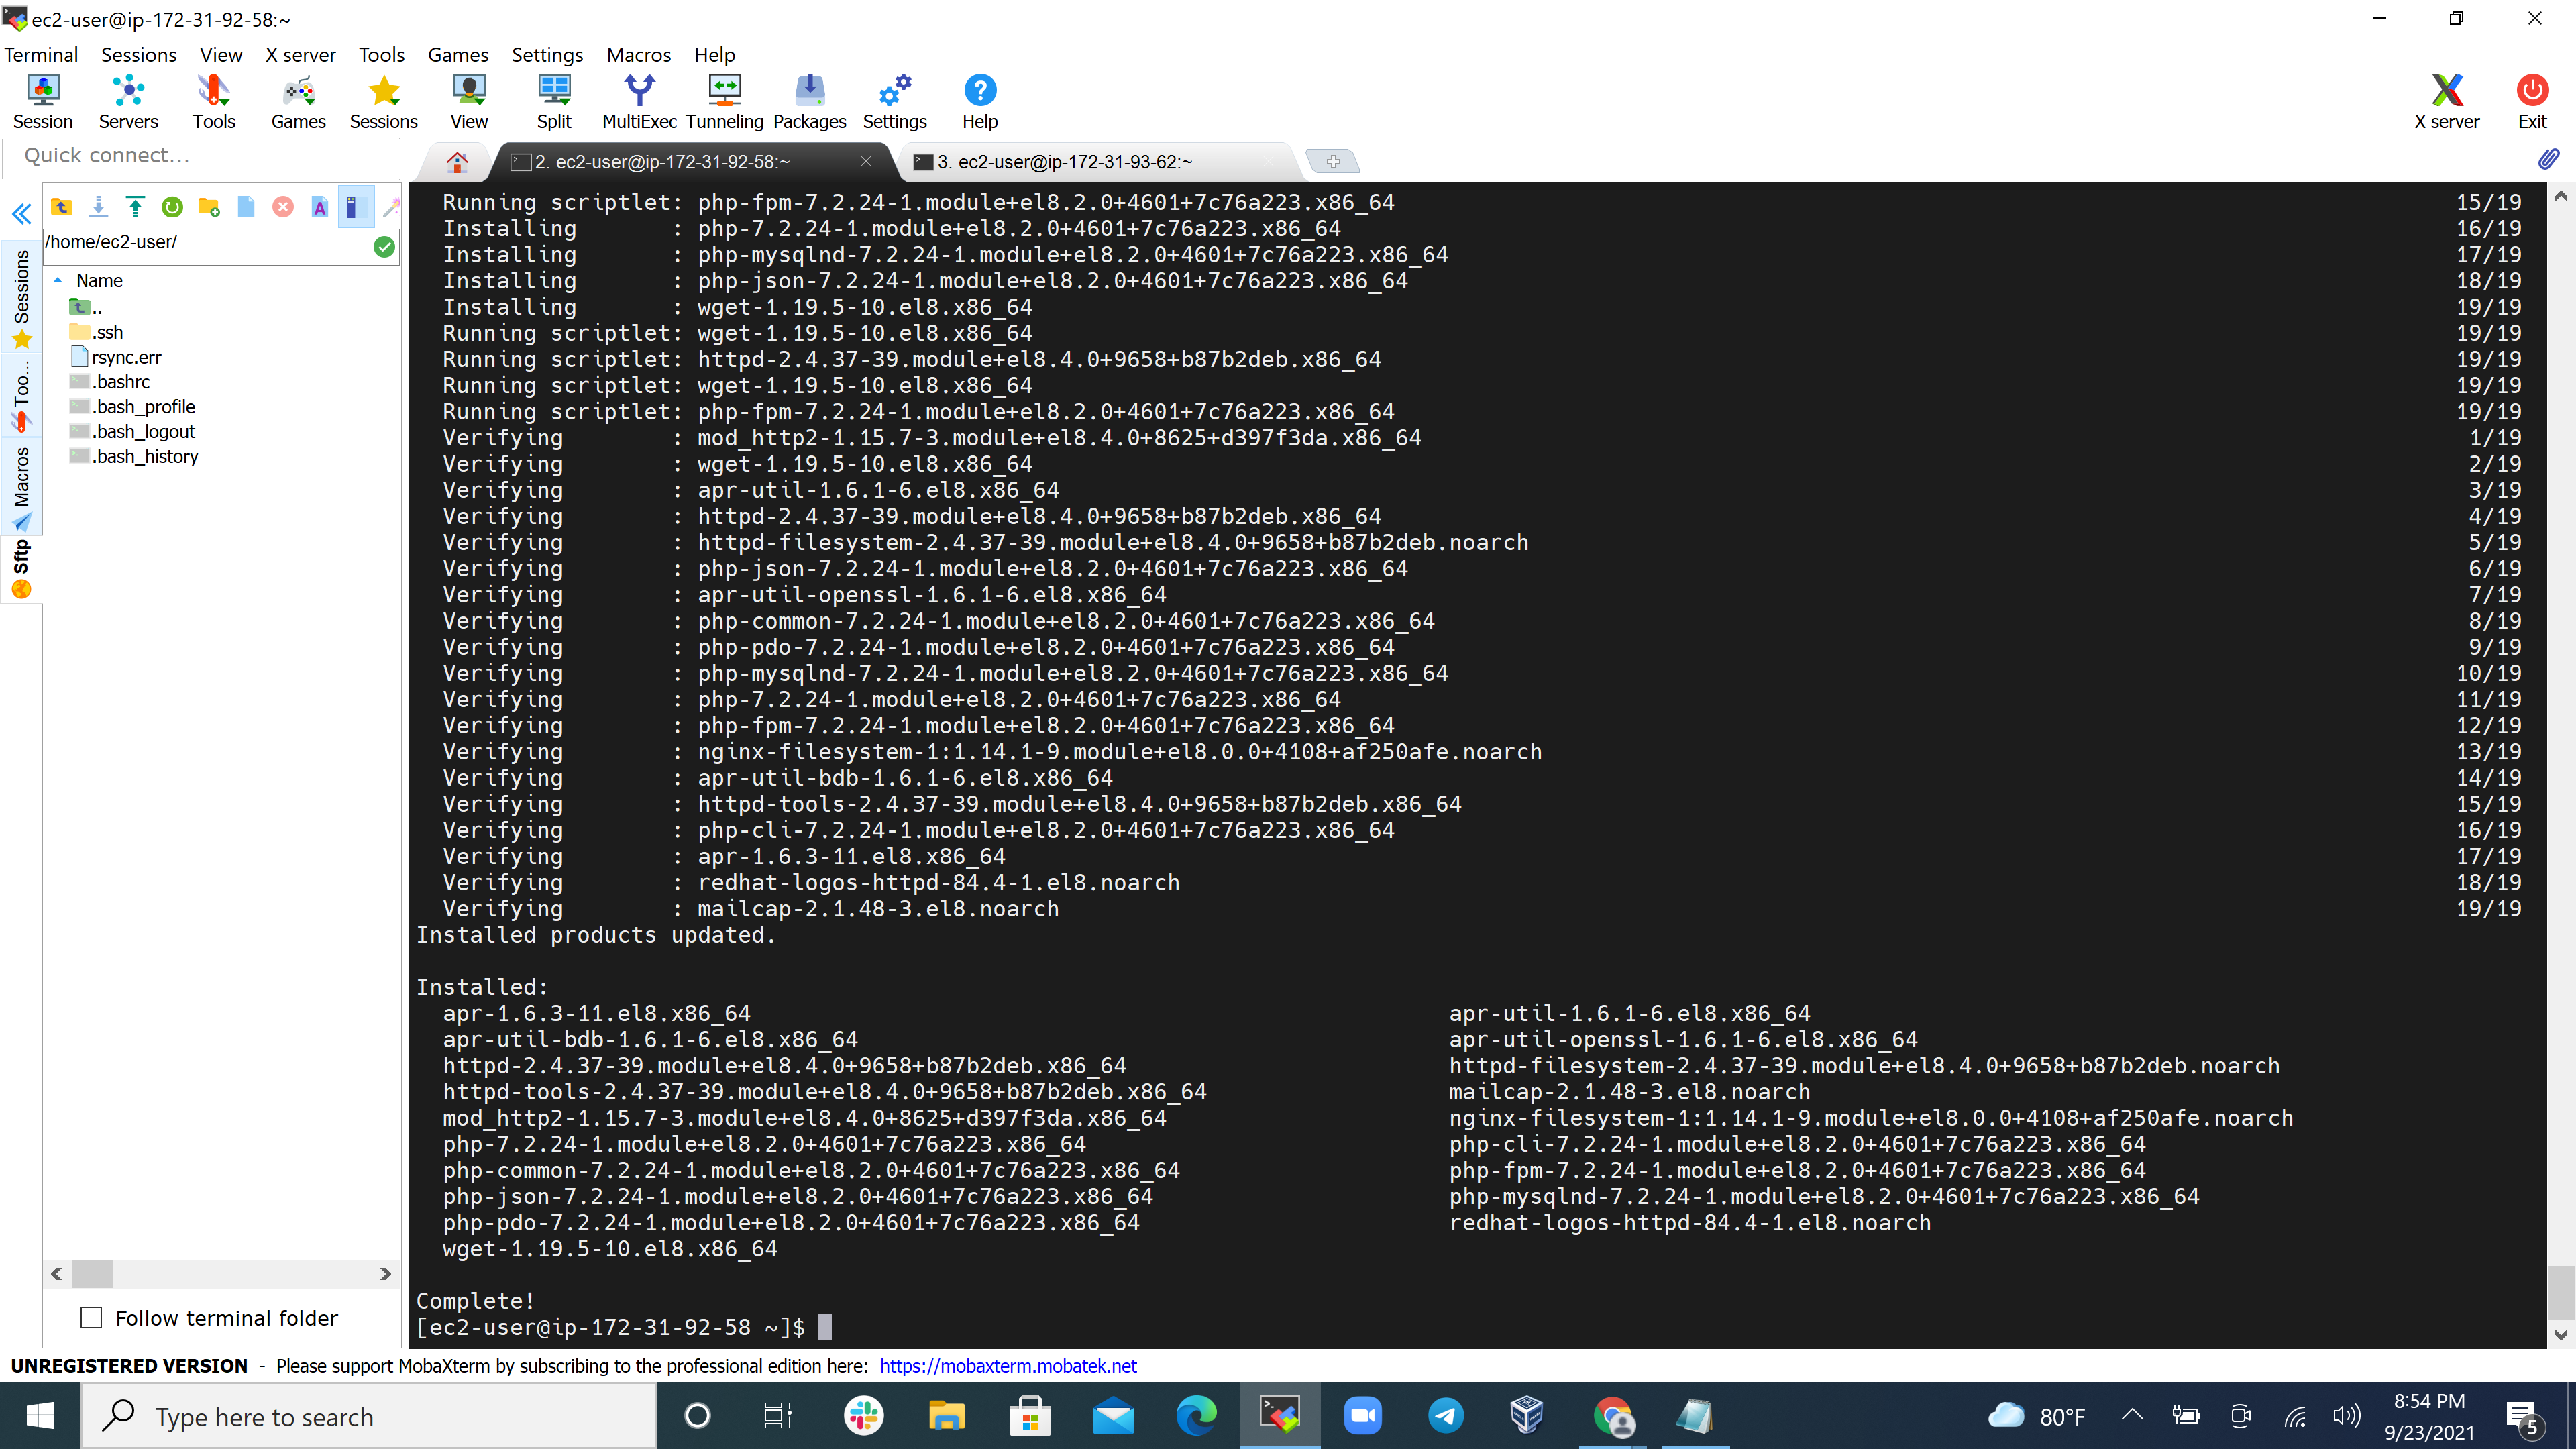 ec2-user@ip-172-31-92-58:~
Terminal Sessions View X server Tools Games Settings Macros Help
Session Servers Tools Games Sessions View Split MultiExec Tunneling Packages Settings Help X server Exit
Quick connect...
2. ec2-user@ip-172-31-92-58:~
3. ec2-user@ip-172-31-93-62:~
/home/ec2-user/
Name
..
.ssh
rsync.err
.bashrc
.bash_profile
.bash_logout
.bash_history
Sessions
Too...
Macros
Sftp
Follow terminal folder
Running scriptlet: php-fpm-7.2.24-1.module+el8.2.0+4601+7c76a223.x86_64 15/19
Installing : php-7.2.24-1.module+el8.2.0+4601+7c76a223.x86_64 16/19
Installing : php-mysqlnd-7.2.24-1.module+el8.2.0+4601+7c76a223.x86_64 17/19
Installing : php-json-7.2.24-1.module+el8.2.0+4601+7c76a223.x86_64 18/19
Installing : wget-1.19.5-10.el8.x86_64 19/19
Running scriptlet: wget-1.19.5-10.el8.x86_64 19/19
Running scriptlet: httpd-2.4.37-39.module+el8.4.0+9658+b87b2deb.x86_64 19/19
Running scriptlet: wget-1.19.5-10.el8.x86_64 19/19
Running scriptlet: php-fpm-7.2.24-1.module+el8.2.0+4601+7c76a223.x86_64 19/19
Verifying : mod_http2-1.15.7-3.module+el8.4.0+8625+d397f3da.x86_64 1/19
Verifying : wget-1.19.5-10.el8.x86_64 2/19
Verifying : apr-util-1.6.1-6.el8.x86_64 3/19
Verifying : httpd-2.4.37-39.module+el8.4.0+9658+b87b2deb.x86_64 4/19
Verifying : httpd-filesystem-2.4.37-39.module+el8.4.0+9658+b87b2deb.noarch 5/19
Verifying : php-json-7.2.24-1.module+el8.2.0+4601+7c76a223.x86_64 6/19
Verifying : apr-util-openssl-1.6.1-6.el8.x86_64 7/19
Verifying : php-common-7.2.24-1.module+el8.2.0+4601+7c76a223.x86_64 8/19
Verifying : php-pdo-7.2.24-1.module+el8.2.0+4601+7c76a223.x86_64 9/19
Verifying : php-mysqlnd-7.2.24-1.module+el8.2.0+4601+7c76a223.x86_64 10/19
Verifying : php-7.2.24-1.module+el8.2.0+4601+7c76a223.x86_64 11/19
Verifying : php-fpm-7.2.24-1.module+el8.2.0+4601+7c76a223.x86_64 12/19
Verifying : nginx-filesystem-1:1.14.1-9.module+el8.0.0+4108+af250afe.noarch 13/19
Verifying : apr-util-bdb-1.6.1-6.el8.x86_64 14/19
Verifying : httpd-tools-2.4.37-39.module+el8.4.0+9658+b87b2deb.x86_64 15/19
Verifying : php-cli-7.2.24-1.module+el8.2.0+4601+7c76a223.x86_64 16/19
Verifying : apr-1.6.3-11.el8.x86_64 17/19
Verifying : redhat-logos-httpd-84.4-1.el8.noarch 18/19
Verifying : mailcap-2.1.48-3.el8.noarch 19/19
Installed products updated.
Installed:
apr-1.6.3-11.el8.x86_64 apr-util-1.6.1-6.el8.x86_64
apr-util-bdb-1.6.1-6.el8.x86_64 apr-util-openssl-1.6.1-6.el8.x86_64
httpd-2.4.37-39.module+el8.4.0+9658+b87b2deb.x86_64 httpd-filesystem-2.4.37-39.module+el8.4.0+9658+b87b2deb.noarch
httpd-tools-2.4.37-39.module+el8.4.0+9658+b87b2deb.x86_64 mailcap-2.1.48-3.el8.noarch
mod_http2-1.15.7-3.module+el8.4.0+8625+d397f3da.x86_64 nginx-filesystem-1:1.14.1-9.module+el8.0.0+4108+af250afe.noarch
php-7.2.24-1.module+el8.2.0+4601+7c76a223.x86_64 php-cli-7.2.24-1.module+el8.2.0+4601+7c76a223.x86_64
php-common-7.2.24-1.module+el8.2.0+4601+7c76a223.x86_64 php-fpm-7.2.24-1.module+el8.2.0+4601+7c76a223.x86_64
php-json-7.2.24-1.module+el8.2.0+4601+7c76a223.x86_64 php-mysqlnd-7.2.24-1.module+el8.2.0+4601+7c76a223.x86_64
php-pdo-7.2.24-1.module+el8.2.0+4601+7c76a223.x86_64 redhat-logos-httpd-84.4-1.el8.noarch
wget-1.19.5-10.el8.x86_64
Complete!
[ec2-user@ip-172-31-92-58 ~]$
UNREGISTERED VERSION - Please support MobaXterm by subscribing to the professional edition here: https://mobaxterm.mobatek.net
Type here to search
80°F
8:54 PM
9/23/2021
5